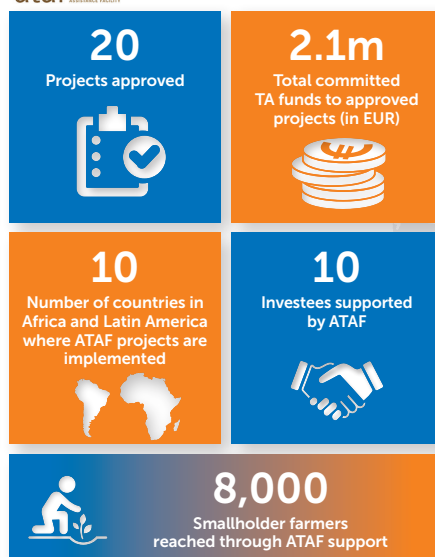 ASSISTANCE FACILITY
20
Projects approved
2.1m
Total committed
TA funds to approved
projects (in EUR)
10
Number of countries in
Africa and Latin America
where ATAF projects are
implemented
10
Investees supported
by ATAF
8,000
Smallholder farmers
reached through ATAF support